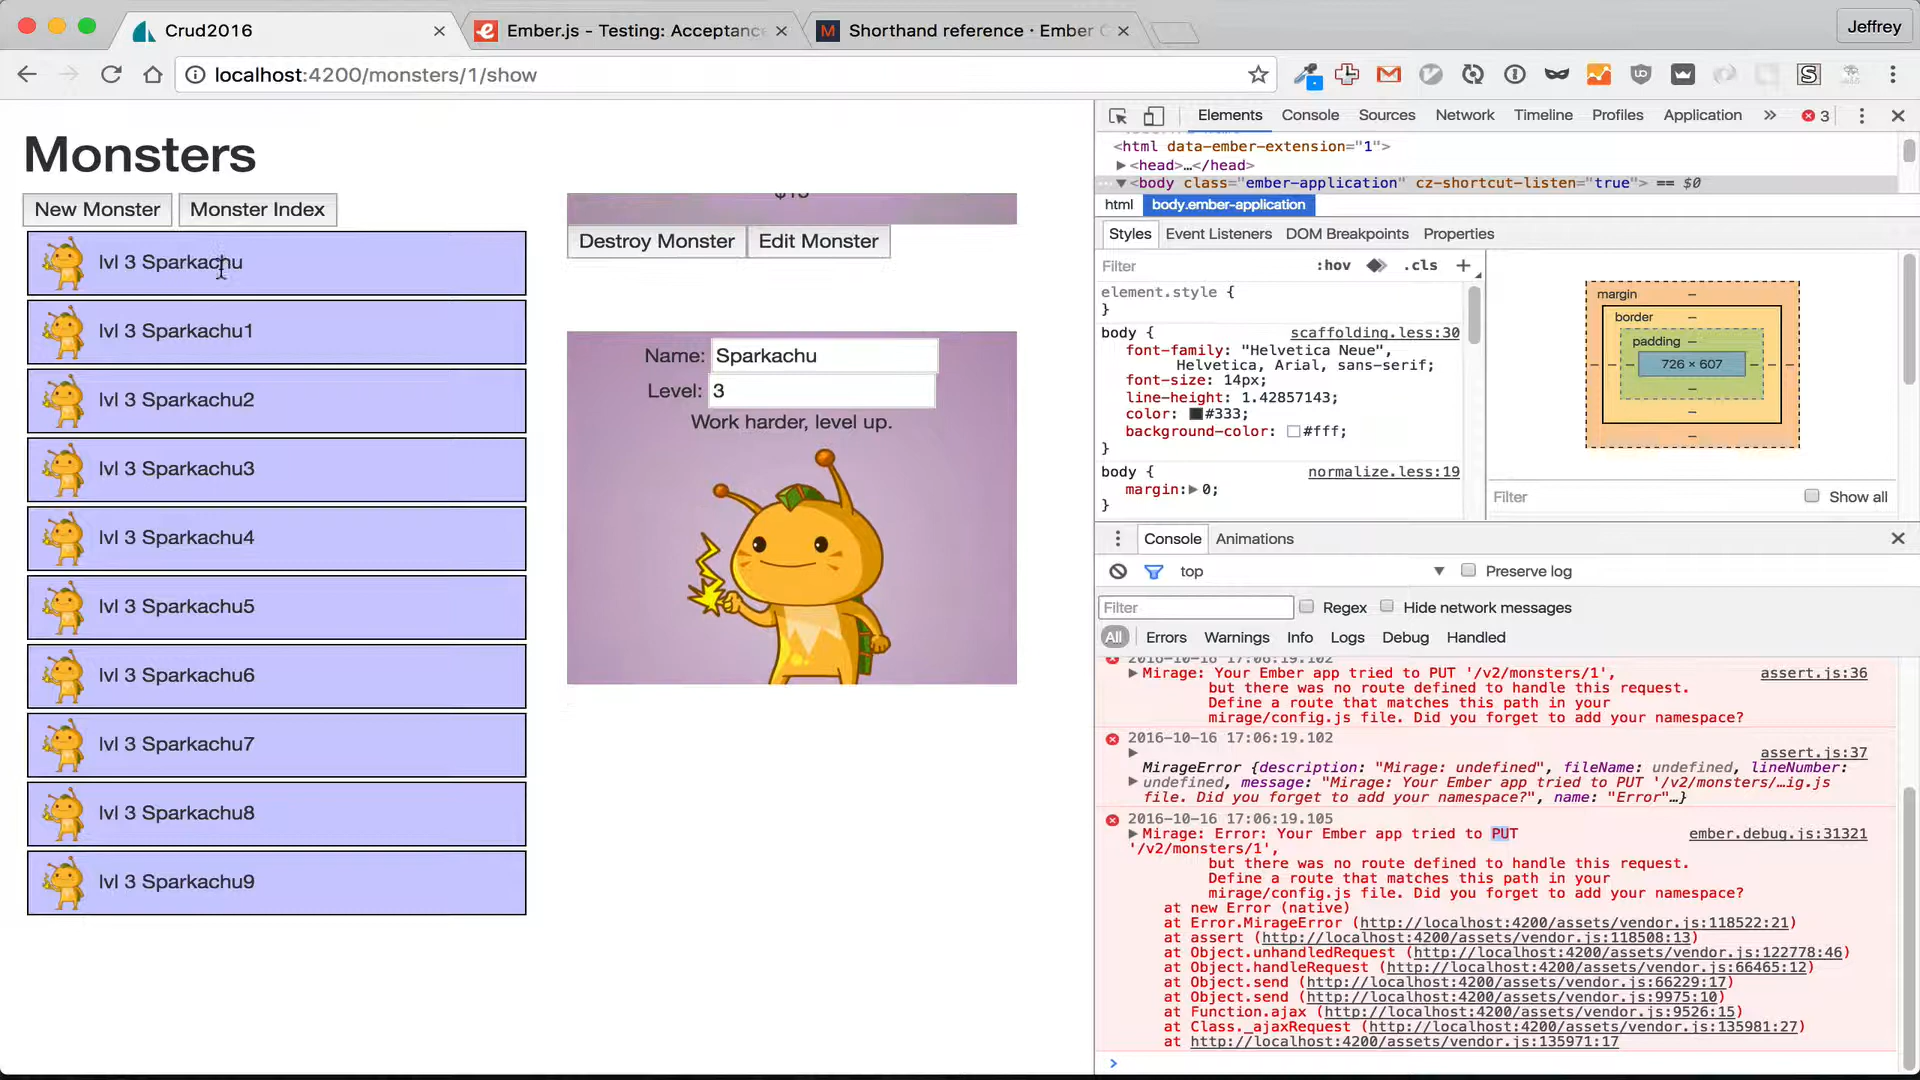 Crud2016
Ember.js - Testing: Acceptance
Shorthand reference · Ember C
Jeffrey
localhost:4200/monsters/1/show
Monsters
New Monster
Monster Index
lvl 3 Sparkachu
lvl 3 Sparkachu1
lvl 3 Sparkachu2
lvl 3 Sparkachu3
lvl 3 Sparkachu4
lvl 3 Sparkachu5
lvl 3 Sparkachu6
lvl 3 Sparkachu7
lvl 3 Sparkachu8
lvl 3 Sparkachu9
Destroy Monster
Edit Monster
Name: Sparkachu
Level: 3
Work harder, level up.
Elements Console Sources Network Timeline Profiles Application » 3
<html data-ember-extension="1">
▶<head>…</head>
▼<body class="ember-application" cz-shortcut-listen="true"> == $0
html body.ember-application
Styles Event Listeners DOM Breakpoints Properties
Filter :hov .cls +
element.style {
}
body { scaffolding.less:30
font-family: "Helvetica Neue",
Helvetica, Arial, sans-serif;
font-size: 14px;
line-height: 1.42857143;
color: #333;
background-color: #fff;
}
body { normalize.less:19
margin:▶ 0;
}
margin –
border –
padding –
726 × 607
Filter Show all
Console Animations
top ▼ Preserve log
Filter Regex Hide network messages
All Errors Warnings Info Logs Debug Handled
2016-10-16 17:06:19.102
▶Mirage: Your Ember app tried to PUT '/v2/monsters/1', assert.js:36
but there was no route defined to handle this request.
Define a route that matches this path in your
mirage/config.js file. Did you forget to add your namespace?
2016-10-16 17:06:19.102
▶ assert.js:37
MirageError {description: "Mirage: undefined", fileName: undefined, lineNumber:
▶undefined, message: "Mirage: Your Ember app tried to PUT '/v2/monsters/…ig.js
file. Did you forget to add your namespace?", name: "Error"…}
2016-10-16 17:06:19.105
▶Mirage: Error: Your Ember app tried to PUT ember.debug.js:31321
'/v2/monsters/1',
but there was no route defined to handle this request.
Define a route that matches this path in your
mirage/config.js file. Did you forget to add your namespace?
at new Error (native)
at Error.MirageError (http://localhost:4200/assets/vendor.js:118522:21)
at assert (http://localhost:4200/assets/vendor.js:118508:13)
at Object.unhandledRequest (http://localhost:4200/assets/vendor.js:122778:46)
at Object.handleRequest (http://localhost:4200/assets/vendor.js:66465:12)
at Object.send (http://localhost:4200/assets/vendor.js:66229:17)
at Object.send (http://localhost:4200/assets/vendor.js:9975:10)
at Function.ajax (http://localhost:4200/assets/vendor.js:9526:15)
at Class._ajaxRequest (http://localhost:4200/assets/vendor.js:135981:27)
at http://localhost:4200/assets/vendor.js:135971:17
>